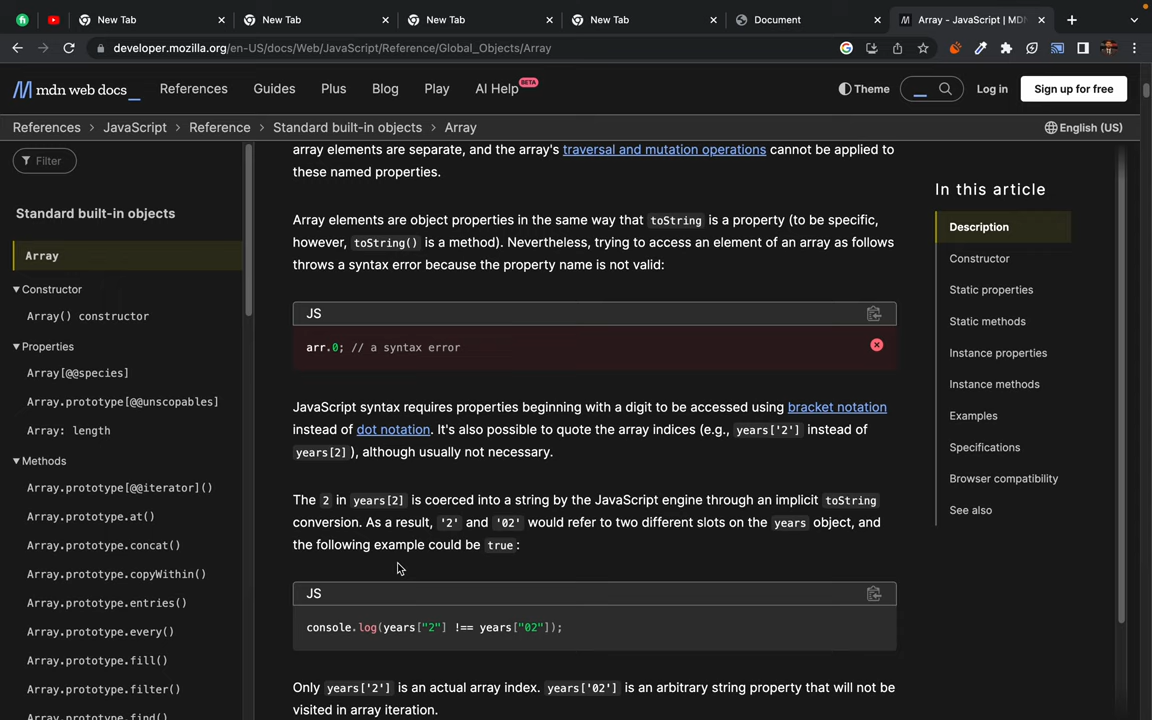 New Tab
New Tab
New Tab
New Tab
Document
Array - JavaScript | MDN
developer.mozilla.org/en-US/docs/Web/JavaScript/Reference/Global_Objects/Array
mdn web docs_
References
Guides
Plus
Blog
Play
AI Help
BETA
Theme
Log in
Sign up for free
References
JavaScript
Reference
Standard built-in objects
Array
English (US)
Filter
Standard built-in objects
Array
Constructor
Array() constructor
Properties
Array[@@species]
Array.prototype[@@unscopables]
Array: length
Methods
Array.prototype[@@iterator]()
Array.prototype.at()
Array.prototype.concat()
Array.prototype.copyWithin()
Array.prototype.entries()
Array.prototype.every()
Array.prototype.fill()
Array.prototype.filter()
Array.prototype.find()
array elements are separate, and the array's traversal and mutation operations cannot be applied to
these named properties.
Array elements are object properties in the same way that toString is a property (to be specific,
however, toString() is a method). Nevertheless, trying to access an element of an array as follows
throws a syntax error because the property name is not valid:
JS
arr.0; // a syntax error
JavaScript syntax requires properties beginning with a digit to be accessed using bracket notation
instead of dot notation. It's also possible to quote the array indices (e.g., years['2'] instead of
years[2]), although usually not necessary.
The 2 in years[2] is coerced into a string by the JavaScript engine through an implicit toString
conversion. As a result, '2' and '02' would refer to two different slots on the years object, and
the following example could be true:
JS
console.log(years["2"] !== years["02"]);
Only years['2'] is an actual array index. years['02'] is an arbitrary string property that will not be
visited in array iteration.
In this article
Description
Constructor
Static properties
Static methods
Instance properties
Instance methods
Examples
Specifications
Browser compatibility
See also